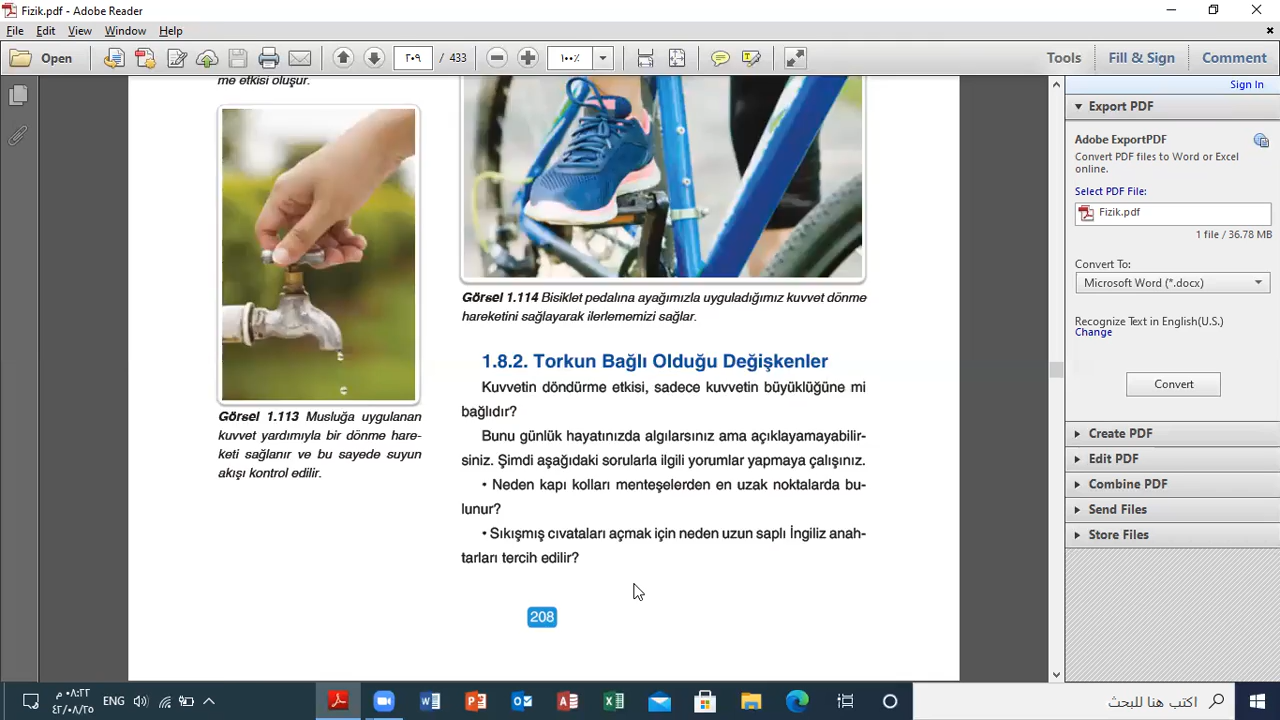 Fizik.pdf - Adobe Reader
File Edit View Window Help
Open ٢٠٩ / 433 ١٠٠٪ Tools Fill & Sign Comment
Sign In
me etkisi oluşur.
Görsel 1.113 Musluğa uygulanan
kuvvet yardımıyla bir dönme hare-
keti sağlanır ve bu sayede suyun
akışı kontrol edilir.
Görsel 1.114 Bisiklet pedalına ayağımızla uyguladığımız kuvvet dönme
hareketini sağlayarak ilerlememizi sağlar.
1.8.2. Torkun Bağlı Olduğu Değişkenler
Kuvvetin döndürme etkisi, sadece kuvvetin büyüklüğüne mi
bağlıdır?
Bunu günlük hayatınızda algılarsınız ama açıklayamayabilir-
siniz. Şimdi aşağıdaki sorularla ilgili yorumlar yapmaya çalışınız.
• Neden kapı kolları menteşelerden en uzak noktalarda bu-
lunur?
• Sıkışmış cıvataları açmak için neden uzun saplı İngiliz anah-
tarları tercih edilir?
208
Export PDF
Adobe ExportPDF
Convert PDF files to Word or Excel
online.
Select PDF File:
Fizik.pdf
1 file / 36.78 MB
Convert To:
Microsoft Word (*.docx)
Recognize Text in English(U.S.)
Change
Convert
Create PDF
Edit PDF
Combine PDF
Send Files
Store Files
٠٨:٢٢ م
٤٢/٠٨/٢٥
ENG
اكتب هنا للبحث